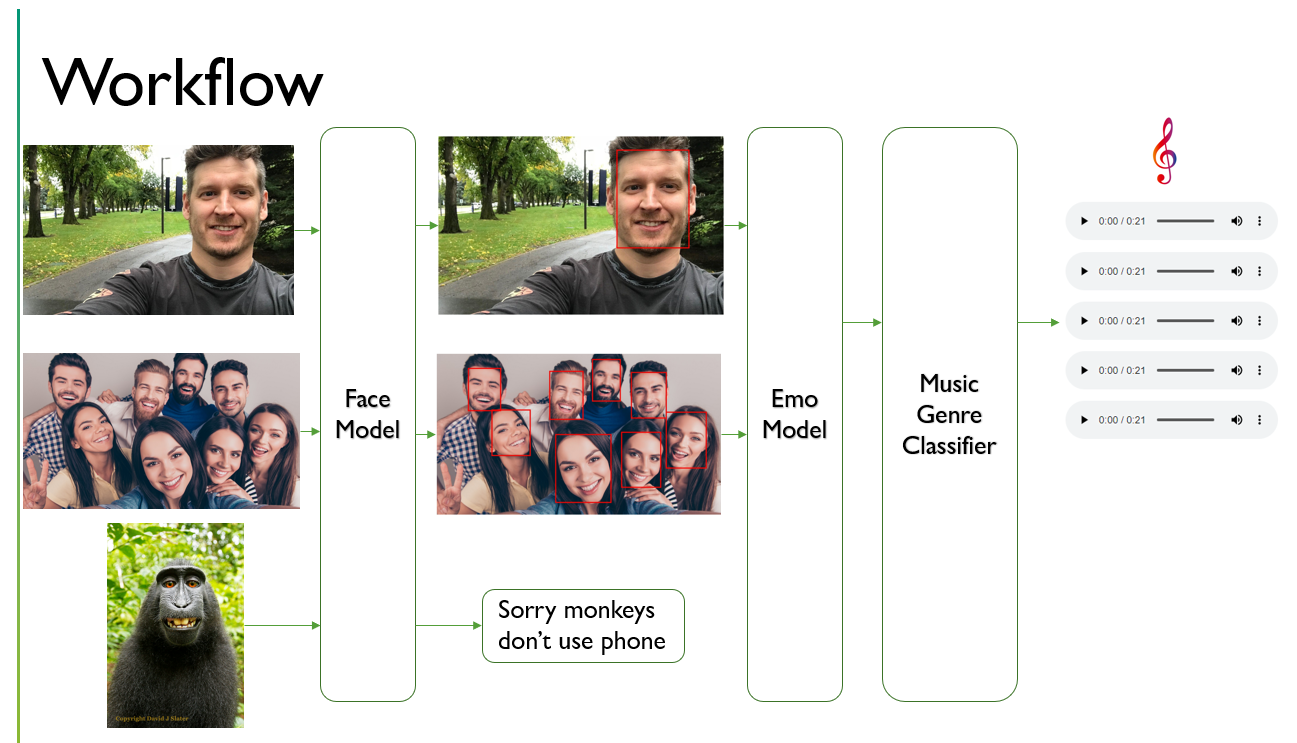 Workflow
Face
Model
Emo
Model
Music
Genre
Classifier
0:00 / 0:21
0:00 / 0:21
0:00 / 0:21
0:00 / 0:21
0:00 / 0:21
Sorry monkeys
don't use phone
Copyright David J Slater